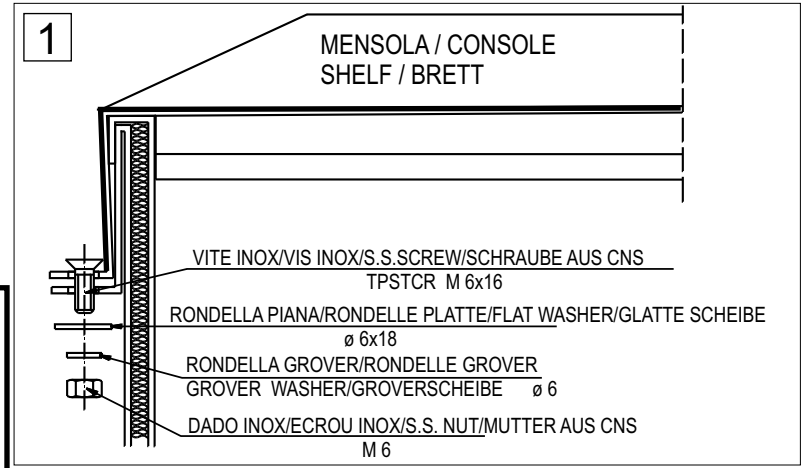 1
MENSOLA / CONSOLE
SHELF / BRETT
VITE INOX/VIS INOX/S.S.SCREW/SCHRAUBE AUS CNS
TPSTCR M 6x16
RONDELLA PIANA/RONDELLE PLATTE/FLAT WASHER/GLATTE SCHEIBE
ø 6x18
RONDELLA GROVER/RONDELLE GROVER
GROVER WASHER/GROVERSCHEIBE ø 6
DADO INOX/ECROU INOX/S.S. NUT/MUTTER AUS CNS
M 6